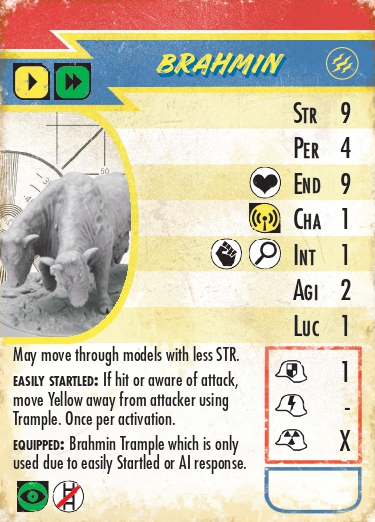 BRAHMIN
STR 9
PER 4
END 9
CHA 1
INT 1
AGI 2
LUC 1
May move through models with less STR.
EASILY STARTLED: If hit or aware of attack,
move Yellow away from attacker using
Trample. Once per activation.
EQUIPPED: Brahmin Trample which is only
used due to easily Startled or AI response.
1
-
X